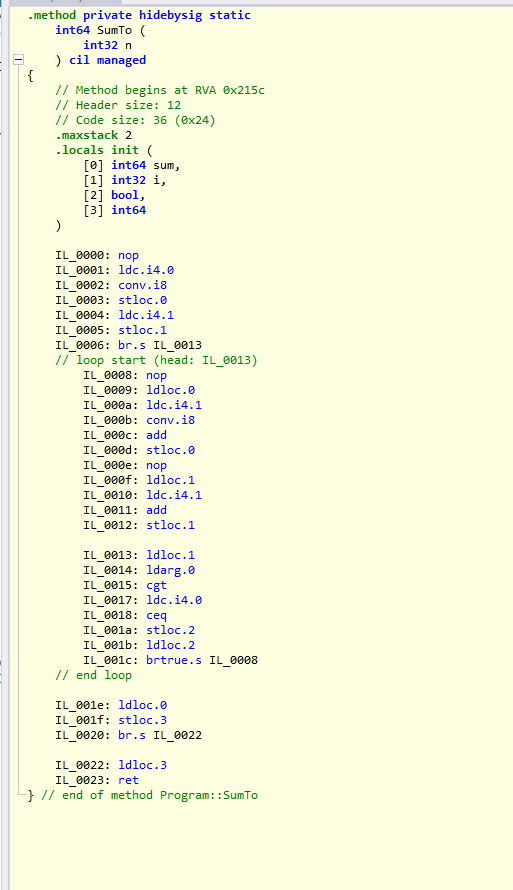 .method private hidebysig static
int64 SumTo (
int32 n
) cil managed
{
// Method begins at RVA 0x215c
// Header size: 12
// Code size: 36 (0x24)
.maxstack 2
.locals init (
[0] int64 sum,
[1] int32 i,
[2] bool,
[3] int64
)
IL_0000: nop
IL_0001: ldc.i4.0
IL_0002: conv.i8
IL_0003: stloc.0
IL_0004: ldc.i4.1
IL_0005: stloc.1
IL_0006: br.s IL_0013
// loop start (head: IL_0013)
IL_0008: nop
IL_0009: ldloc.0
IL_000a: ldc.i4.1
IL_000b: conv.i8
IL_000c: add
IL_000d: stloc.0
IL_000e: nop
IL_000f: ldloc.1
IL_0010: ldc.i4.1
IL_0011: add
IL_0012: stloc.1
IL_0013: ldloc.1
IL_0014: ldarg.0
IL_0015: cgt
IL_0017: ldc.i4.0
IL_0018: ceq
IL_001a: stloc.2
IL_001b: ldloc.2
IL_001c: brtrue.s IL_0008
// end loop
IL_001e: ldloc.0
IL_001f: stloc.3
IL_0020: br.s IL_0022
IL_0022: ldloc.3
IL_0023: ret
} // end of method Program::SumTo